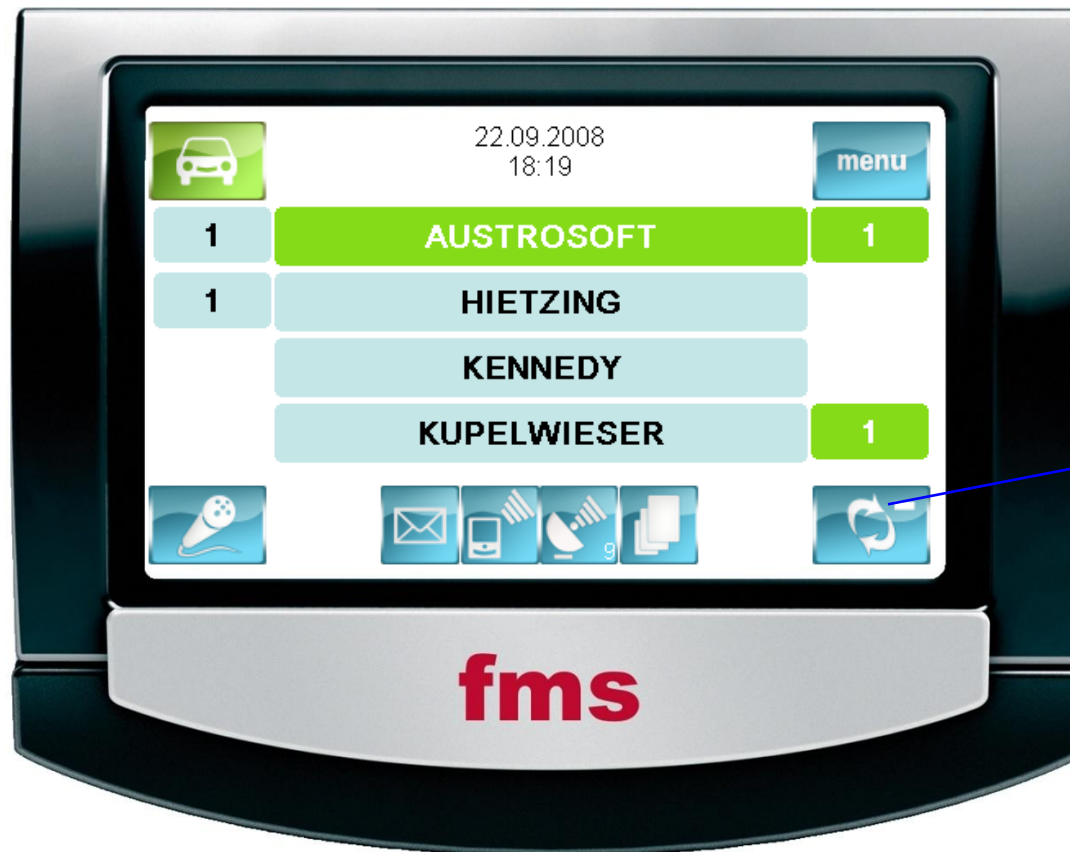 22.09.2008
18:19
menu
1 AUSTROSOFT 1
1 HIETZING
KENNEDY
KUPELWIESER 1
9
fms